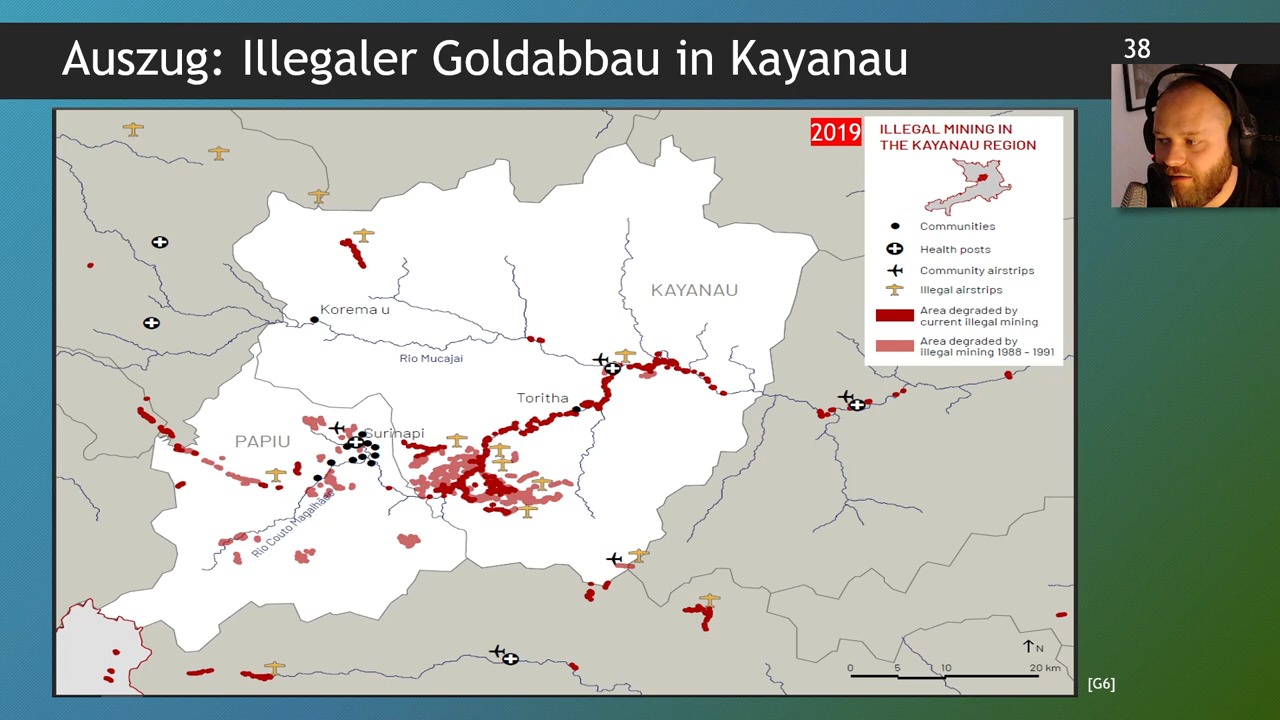 Auszug: Illegaler Goldabbau in Kayanau
38
2019
ILLEGAL MINING IN
THE KAYANAU REGION
Communities
Health posts
Community airstrips
Illegal airstrips
Area degraded by
current illegal mining
Area degraded by
illegal mining 1988 - 1991
KAYANAU
Korema u
Rio Mucajaí
Toritha
PAPIU
Surinapi
Rio Couto Magalhães
N
0 5 10 20 km
[G6]